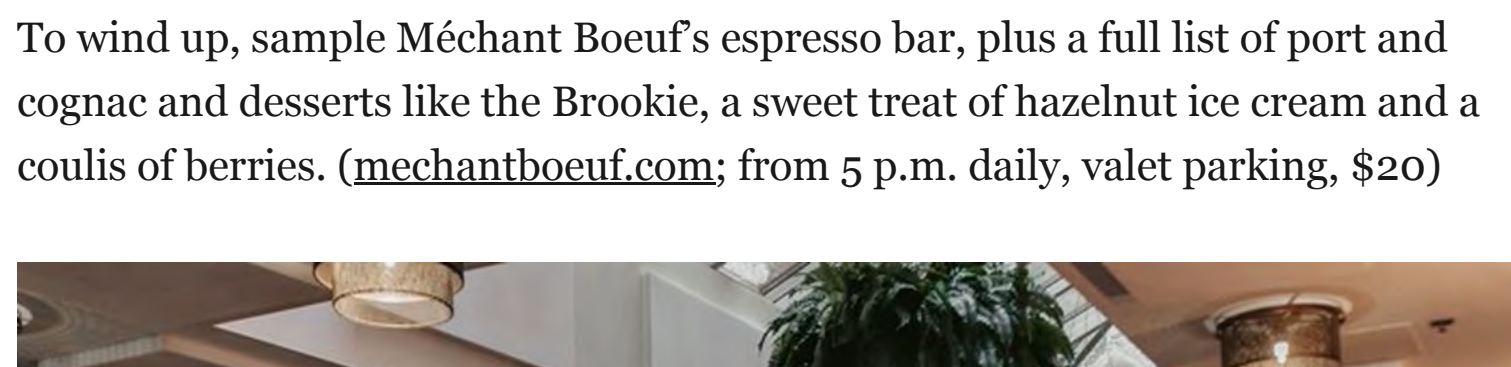 To wind up, sample Méchant Boeuf’s espresso bar, plus a full list of port and
cognac and desserts like the Brookie, a sweet treat of hazelnut ice cream and a
coulis of berries. (mechantboeuf.com; from 5 p.m. daily, valet parking, $20)